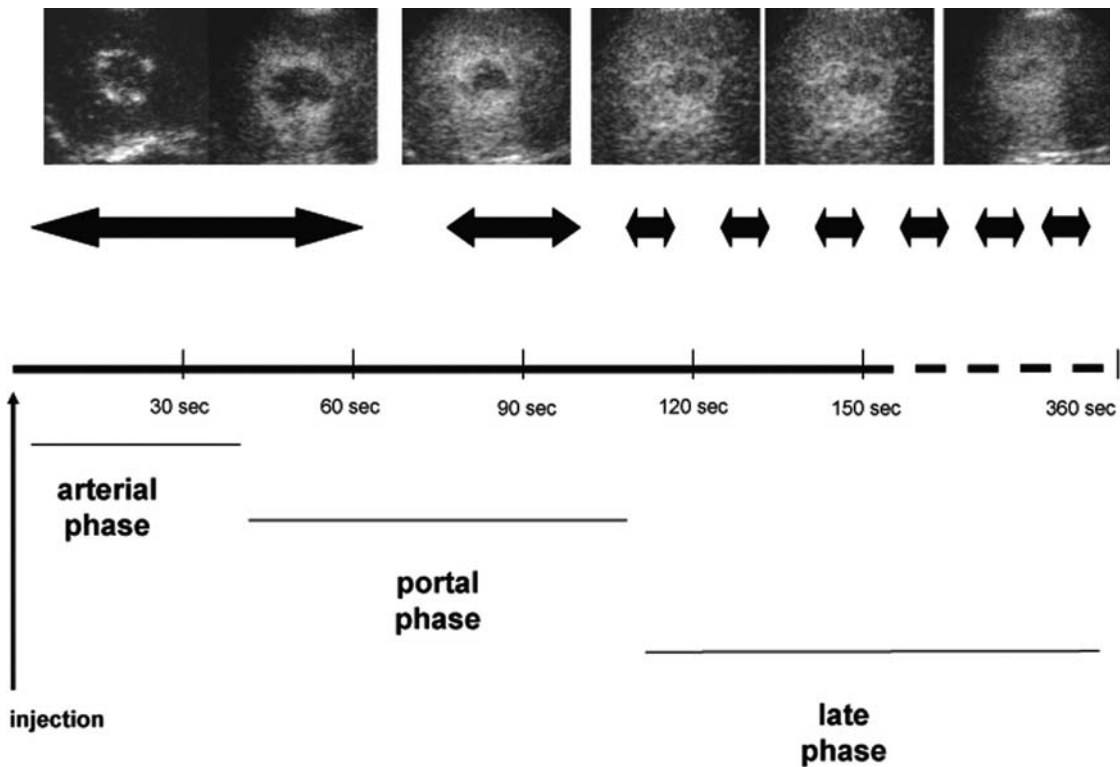 30 sec 60 sec 90 sec 120 sec 150 sec 360 sec
arterial
phase
portal
phase
injection
late
phase